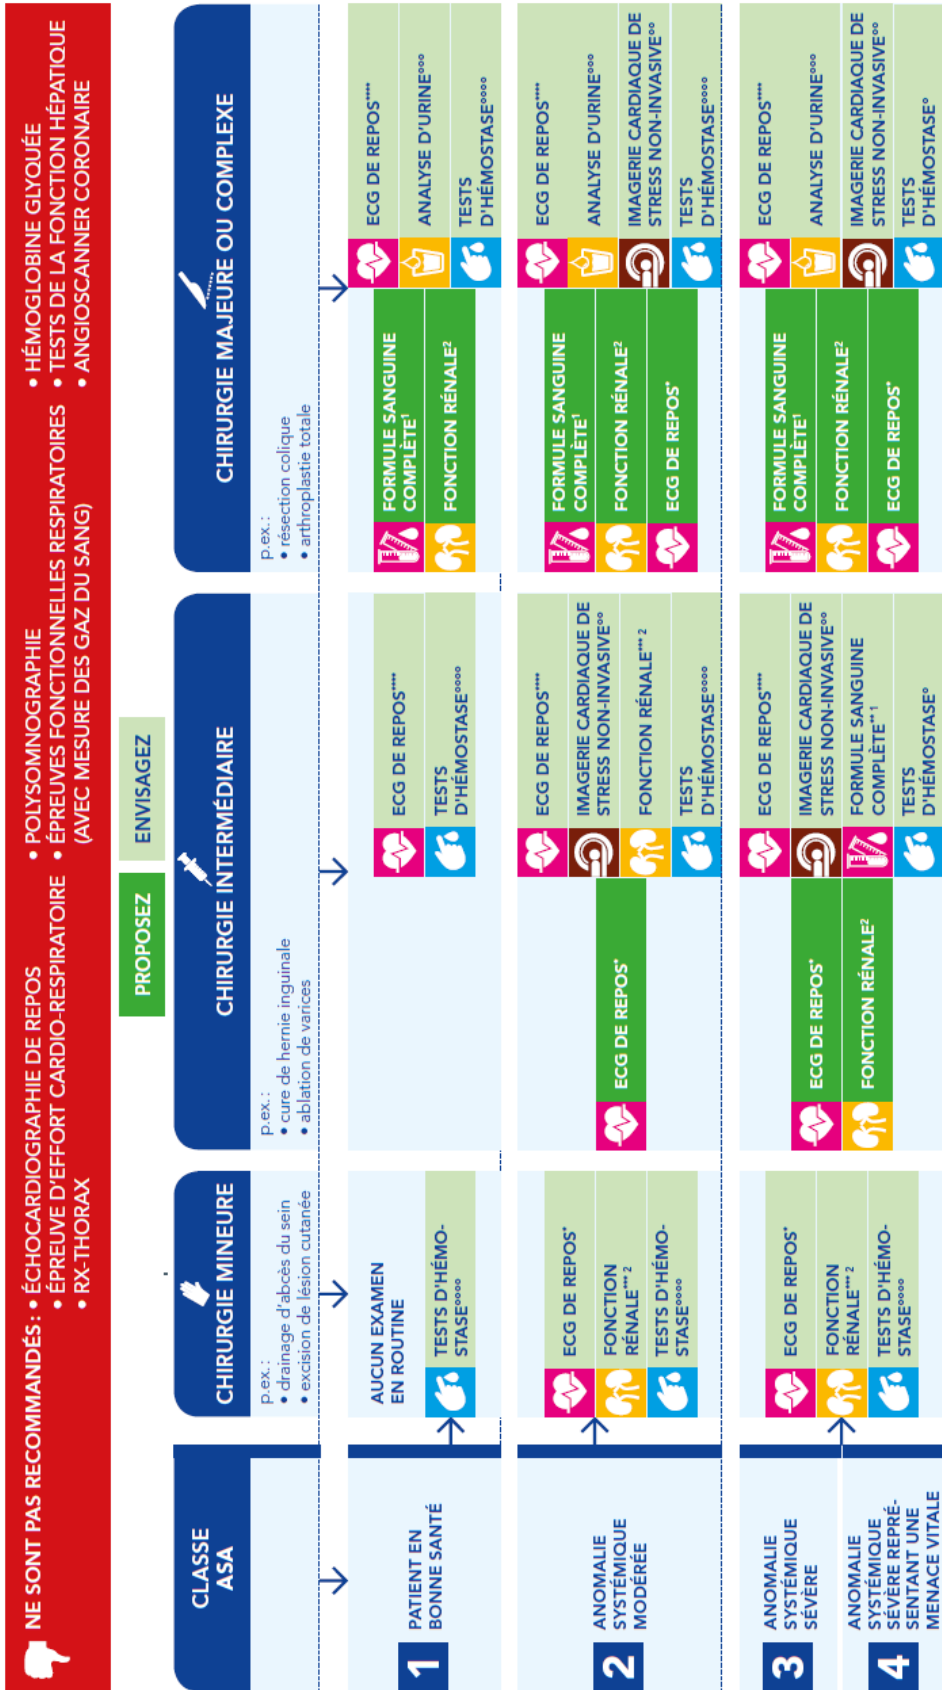 NE SONT PAS RECOMMANDÉS :
• ÉCHOCARDIOGRAPHIE DE REPOS
• ÉPREUVE D'EFFORT CARDIO-RESPIRATOIRE
• RX-THORAX
• POLYSOMNOGRAPHIE
• ÉPREUVES FONCTIONNELLES RESPIRATOIRES
(AVEC MESURE DES GAZ DU SANG)
• HÉMOGLOBINE GLYQUÉE
• TESTS DE LA FONCTION HÉPATIQUE
• ANGIOSCANNER CORONAIRE
PROPOSEZ
ENVISAGEZ
CLASSE
ASA
CHIRURGIE MINEURE
p.ex. :
• drainage d'abcès du sein
• excision de lésion cutanée
CHIRURGIE INTERMÉDIAIRE
p.ex. :
• cure de hernie inguinale
• ablation de varices
CHIRURGIE MAJEURE OU COMPLEXE
p.ex. :
• résection colique
• arthroplastie totale
1
PATIENT EN
BONNE SANTÉ
AUCUN EXAMEN
EN ROUTINE
TESTS D'HÉMO-
STASE°°°°
ECG DE REPOS****
TESTS
D'HÉMOSTASE°°°°
FORMULE SANGUINE
COMPLÈTE¹
FONCTION RÉNALE²
ECG DE REPOS****
ANALYSE D'URINE°°°
TESTS
D'HÉMOSTASE°°°°
2
ANOMALIE
SYSTÉMIQUE
MODÉRÉE
ECG DE REPOS*
FONCTION
RÉNALE*** 2
TESTS D'HÉMO-
STASE°°°°
ECG DE REPOS*
ECG DE REPOS****
IMAGERIE CARDIAQUE DE
STRESS NON-INVASIVE°°
FONCTION RÉNALE*** 2
TESTS
D'HÉMOSTASE°°°°
FORMULE SANGUINE
COMPLÈTE¹
FONCTION RÉNALE²
ECG DE REPOS*
ECG DE REPOS****
ANALYSE D'URINE°°°
IMAGERIE CARDIAQUE DE
STRESS NON-INVASIVE°°
TESTS
D'HÉMOSTASE°°°°
3
ANOMALIE
SYSTÉMIQUE
SÉVÈRE
4
ANOMALIE
SYSTÉMIQUE
SÉVÈRE REPRÉ-
SENTANT UNE
MENACE VITALE
ECG DE REPOS*
FONCTION
RÉNALE*** 2
TESTS D'HÉMO-
STASE°°°°
ECG DE REPOS*
FONCTION RÉNALE²
ECG DE REPOS****
IMAGERIE CARDIAQUE DE
STRESS NON-INVASIVE°°
FORMULE SANGUINE
COMPLÈTE** 1
TESTS
D'HÉMOSTASE°
FORMULE SANGUINE
COMPLÈTE¹
FONCTION RÉNALE²
ECG DE REPOS*
ECG DE REPOS****
ANALYSE D'URINE°°°
IMAGERIE CARDIAQUE DE
STRESS NON-INVASIVE°°
TESTS
D'HÉMOSTASE°